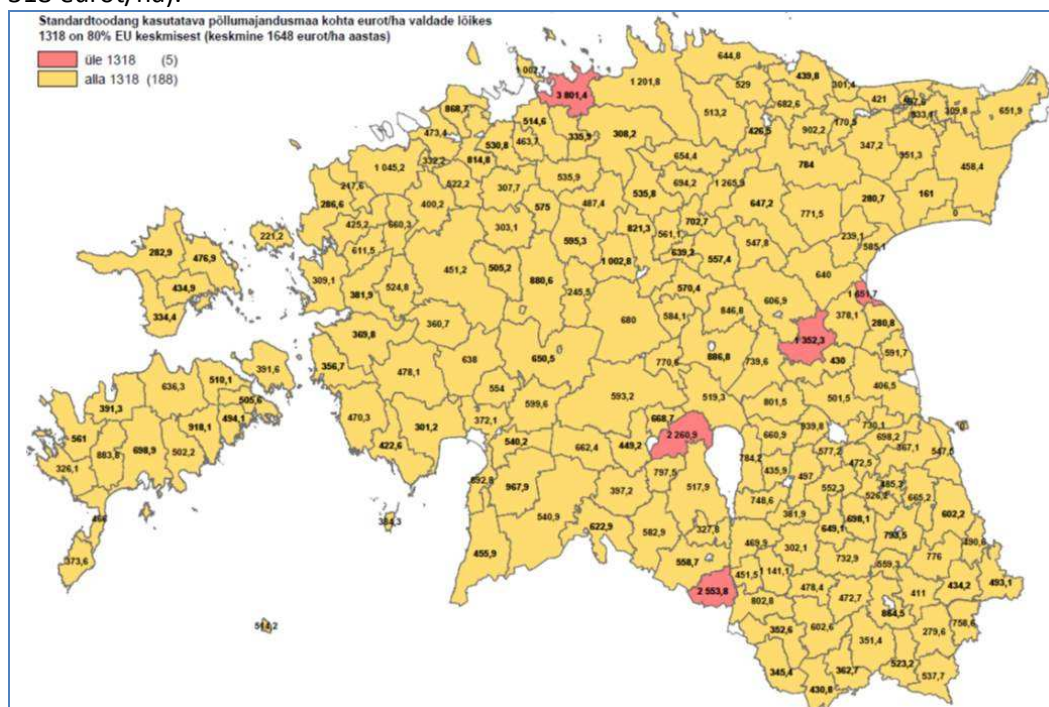 318 eurot/ha).
Standardtoodang kasutatava põllumajandusmaa kohta eurot/ha valdade lõikes
1318 on 80% EU keskmisest (keskmine 1648 eurot/ha aastas)
üle 1318 (5)
alla 1318 (188)
644,8
1 201,8 529 439,8 301,4
3 801,4 421 309,8 651,9
868,7 514,6 513,2 682,6
473,4 530,8 463,7 335,9 308,2 426,5 902,2 170,5 347,2 951,3 458,4
1 045,2 332,2 814,8 654,4 784
217,6 522,2 307,7 535,9 535,8 694,2 1 265,9
286,6 400,2 575 487,4 647,2 280,7 161
425,2 660,3 303,1 821,3 702,7 771,5 0
221,2 611,5 595,3 561,1 547,8 239,1 585,1
282,9 476,9 451,2 505,2 1 002,8 639,2 557,4
309,1 524,8 880,6 640
434,9 381,9 245,5 570,4 606,9 1 651,7
334,4 360,7 680 584,1 846,8 378,1 280,8
369,8 1 352,3
391,6 356,7 478,1 638 650,5 770,6 886,8 739,6 430 591,7
636,3 510,1 554 593,2 406,5
391,3 505,6 599,6 519,3 801,5 501,5
561 918,1 494,1 470,3 301,2 372,1 668,7 939,8 730,1
883,8 698,9 502,2 422,6 540,2 662,4 449,2 2 260,9 660,9 577,2 698,2
326,1 784,2 472,5 367,1
892,8 797,5 435,9 497
967,9 397,2 517,9 748,6 552,3 485,2 665,2
384,3 540,9 381,9 526,2 602,2
622,9 582,9 327,8 649,1 698,1 793,5 490,6
373,6 455,9 469,9 302,1
558,7 732,9 559,3 776
451,5 1 141,1 493,1
2 553,8 478,4 411 434,2
802,8 472,7
514,2 864,5 758,6
352,6 602,6 279,6
351,4
345,4 362,7 523,2 537,7
430,8